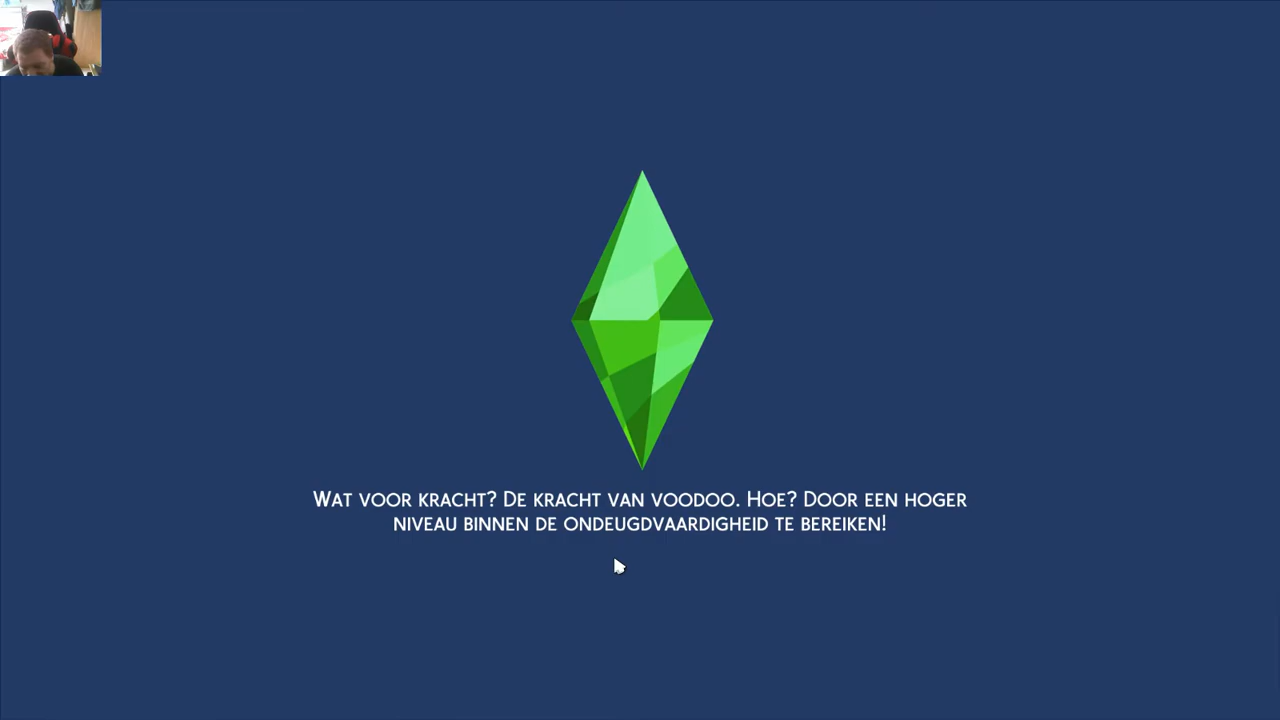 Wat voor kracht? De kracht van voodoo. Hoe? Door een hoger
niveau binnen de ondeugdvaardigheid te bereiken!